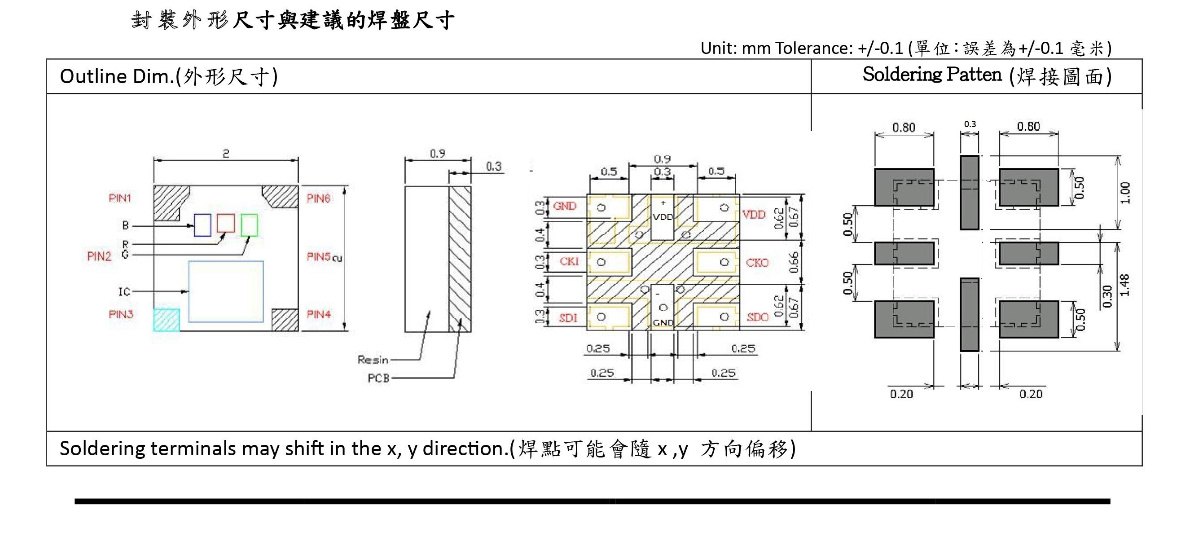 封裝外形尺寸與建議的焊盤尺寸
Unit: mm Tolerance: +/-0.1 (單位:誤差為+/-0.1 毫米)
Outline Dim.(外形尺寸)
Soldering Patten (焊接圖面)
2
PIN1
PIN6
B
R
PIN2
G
PIN5
2
IC
PIN3
PIN4
0.9
0.3
Resin
PCB
0.9
0.5
0.3
0.5
0.3
GND
+
VDD
VDD
0.62
0.67
0.4
0.3
CKI
CKO
0.66
0.4
-
0.3
SDI
GND
SDO
0.62
0.67
0.25
0.25
0.25
0.25
0.80
0.3
0.80
0.50
1.00
0.50
0.50
0.30
1.48
0.50
0.20
0.20
Soldering terminals may shift in the x, y direction.(焊點可能會隨 x ,y 方向偏移)